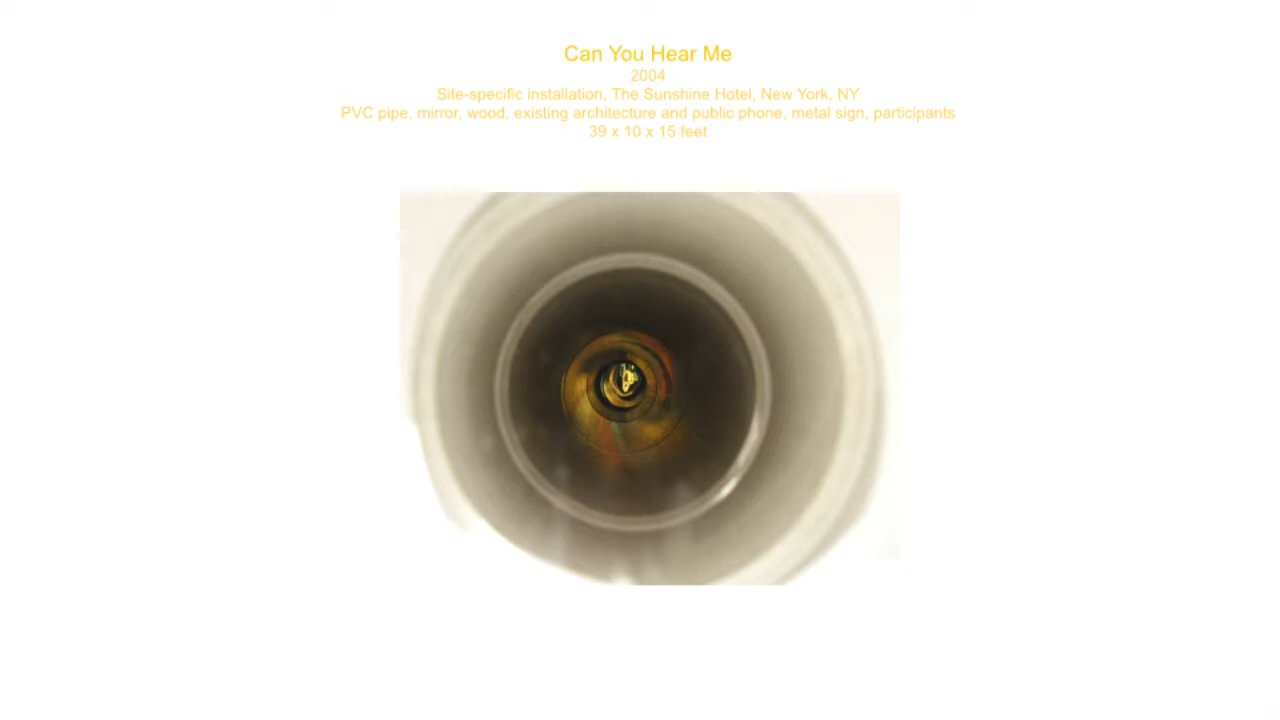 Can You Hear Me
2004
Site-specific installation, The Sunshine Hotel, New York, NY
PVC pipe, mirror, wood, existing architecture and public phone, metal sign, participants
39 x 10 x 15 feet